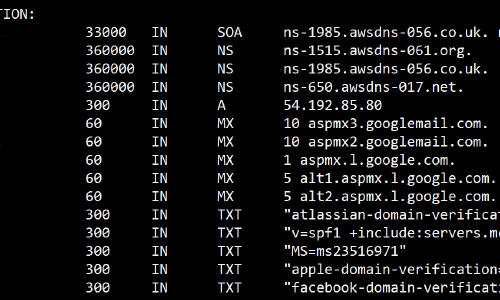 TION:
33000 IN SOA ns-1985.awsdns-056.co.uk.
360000 IN NS ns-1515.awsdns-061.org.
360000 IN NS ns-1985.awsdns-056.co.uk.
360000 IN NS ns-650.awsdns-017.net.
300 IN A 54.192.85.80
60 IN MX 10 aspmx3.googlemail.com.
60 IN MX 10 aspmx2.googlemail.com.
60 IN MX 1 aspmx.l.google.com.
60 IN MX 5 alt1.aspmx.l.google.com.
60 IN MX 5 alt2.aspmx.l.google.com.
300 IN TXT "atlassian-domain-verificat
300 IN TXT "v=spf1 +include:servers.m
300 IN TXT "MS=ms23516971"
300 IN TXT "apple-domain-verification=
300 IN TXT "facebook-domain-verificati